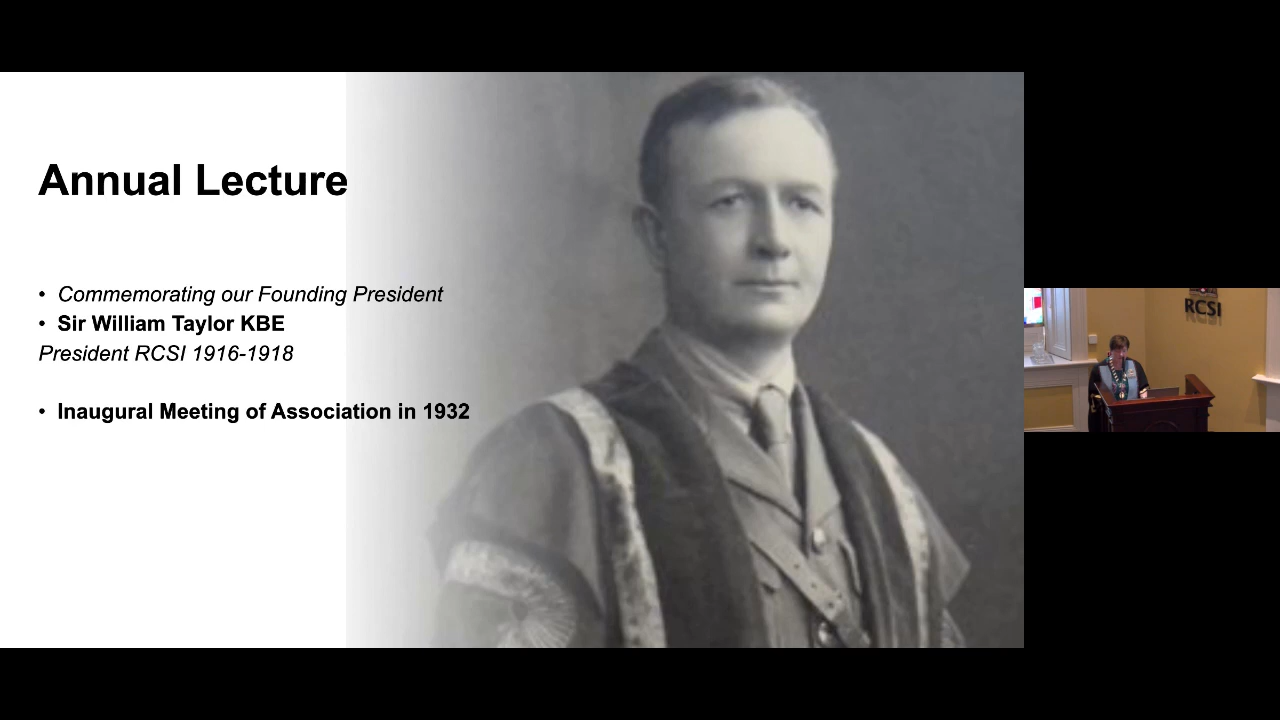 Annual Lecture
• Commemorating our Founding President
• Sir William Taylor KBE
President RCSI 1916-1918
• Inaugural Meeting of Association in 1932
RCSI